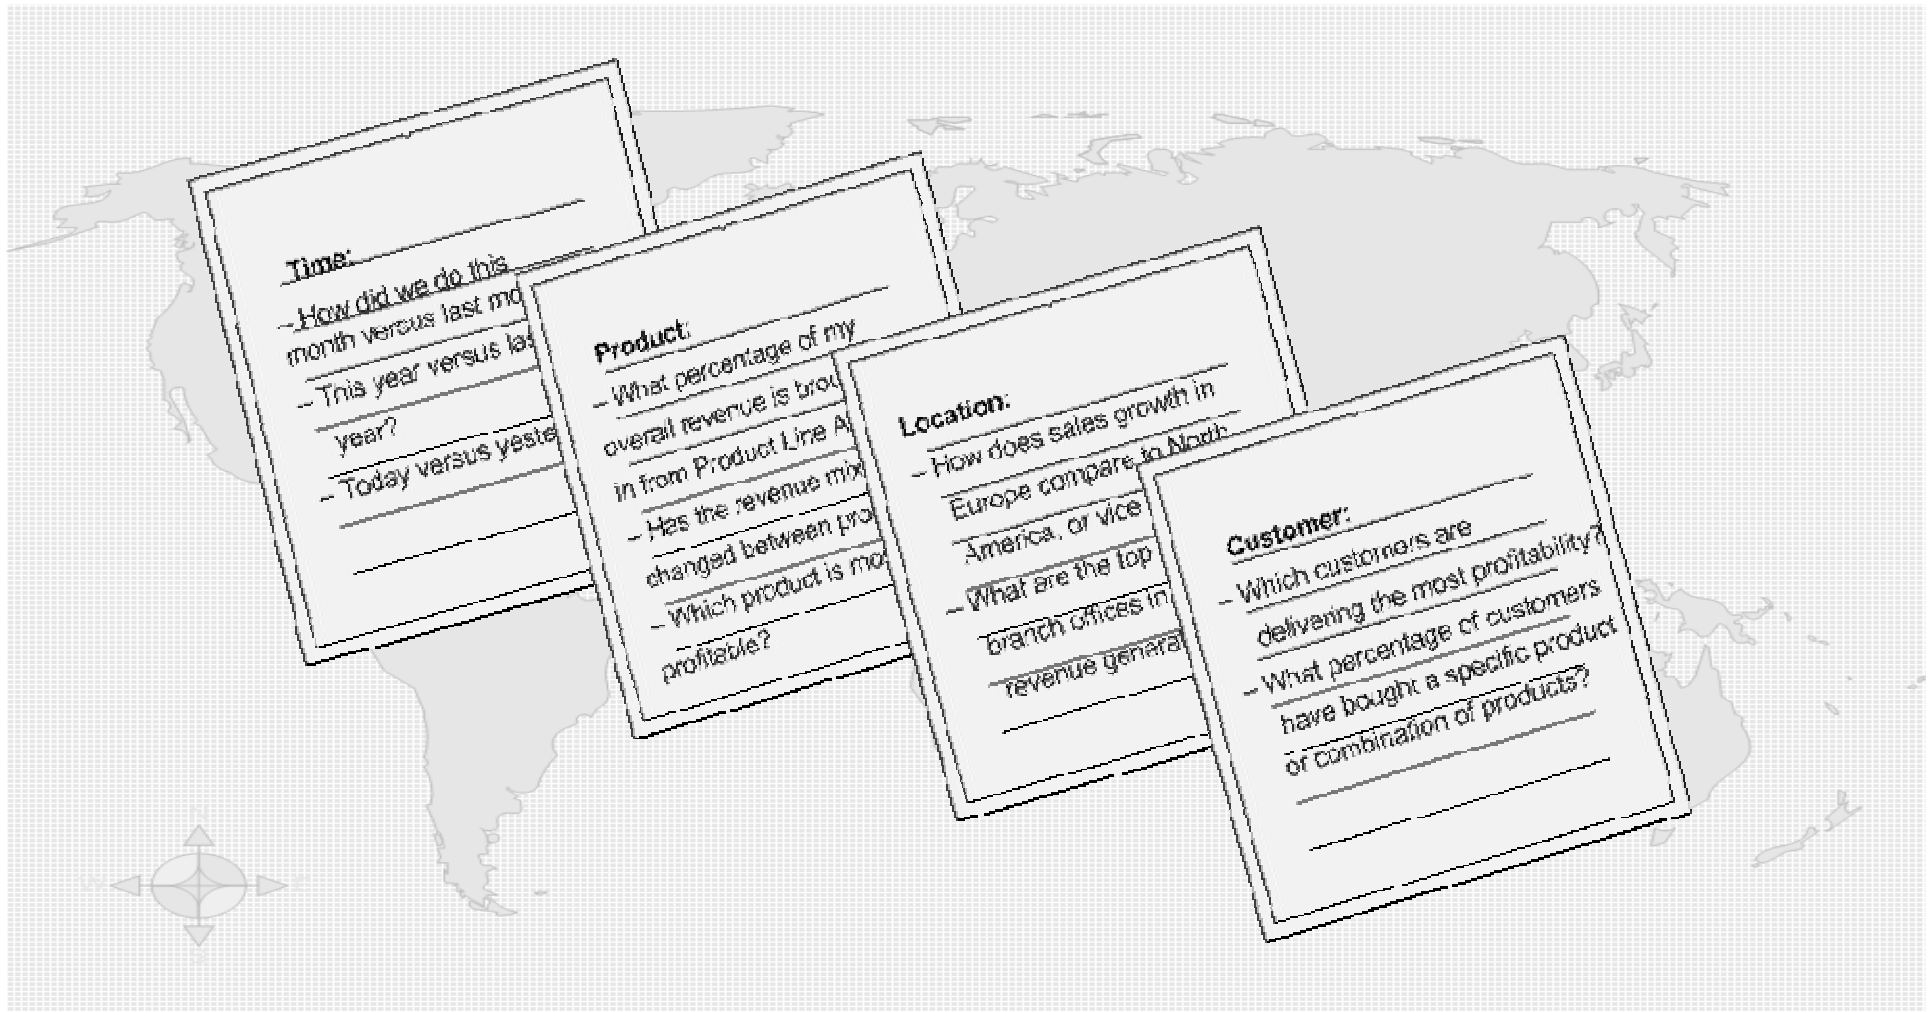 Time:
– How did we do this
month versus last mo
– This year versus las
year?
– Today versus yeste
Product:
– What percentage of my
overall revenue is brou
in from Product Line A
– Has the revenue mix
changed between pro
– Which product is mos
profitable?
Location:
– How does sales growth in
Europe compare to North
America, or vice
– What are the top
branch offices in
revenue generat
Customer:
– Which customers are
delivering the most profitability?
– What percentage of customers
have bought a specific product
or combination of products?
N
W
E
S